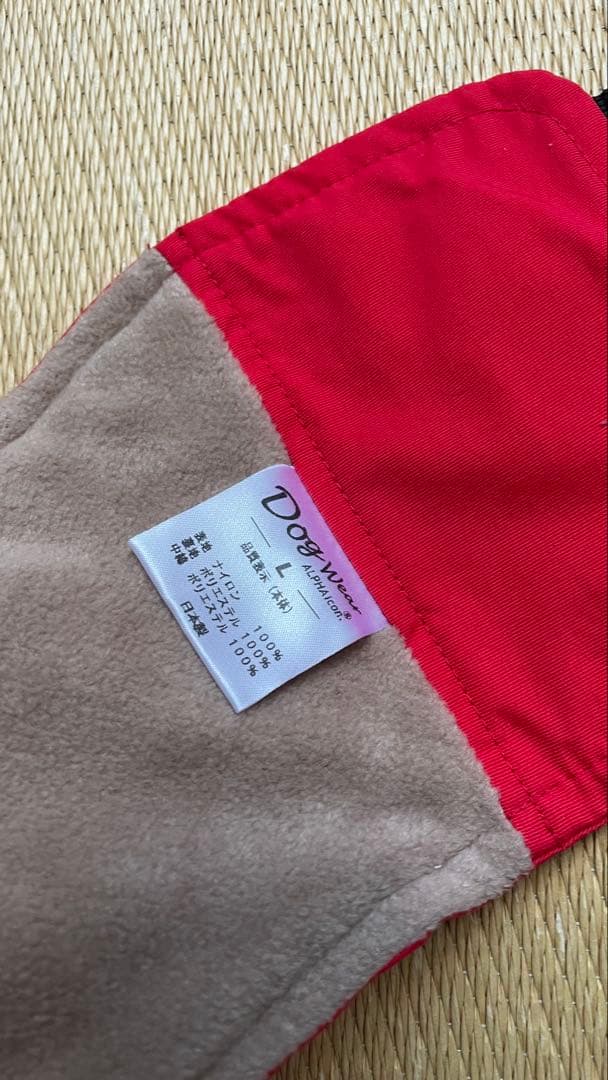 Dog Wear®
ALPHAIcon.
L
品質表示（本体）
表地 ナイロン 100%
裏地 ポリエステル 100%
中綿 ポリエステル 100%
日本製